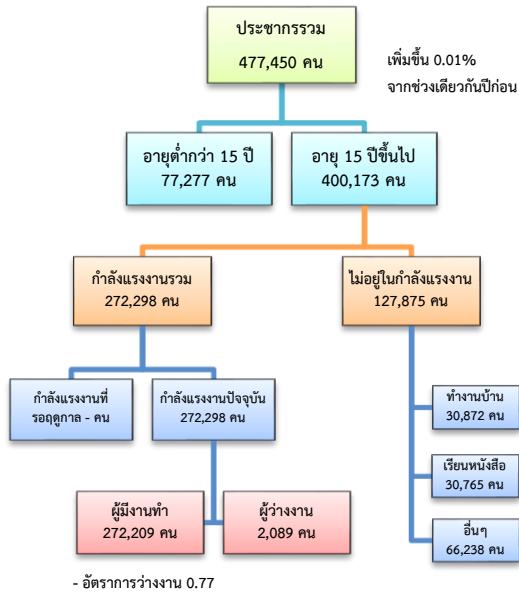 ประชากรรวม
477,450 คน
เพิ่มขึ้น 0.01%
จากช่วงเดียวกันปีก่อน
อายุต่ำกว่า 15 ปี
77,277 คน
อายุ 15 ปีขึ้นไป
400,173 คน
กำลังแรงงานรวม
272,298 คน
ไม่อยู่ในกำลังแรงงาน
127,875 คน
กำลังแรงงานที่
รอฤดูกาล - คน
กำลังแรงงานปัจจุบัน
272,298 คน
ทำงานบ้าน
30,872 คน
เรียนหนังสือ
30,765 คน
ผู้มีงานทำ
272,209 คน
ผู้ว่างงาน
2,089 คน
อื่นๆ
66,238 คน
- อัตราการว่างงาน 0.77